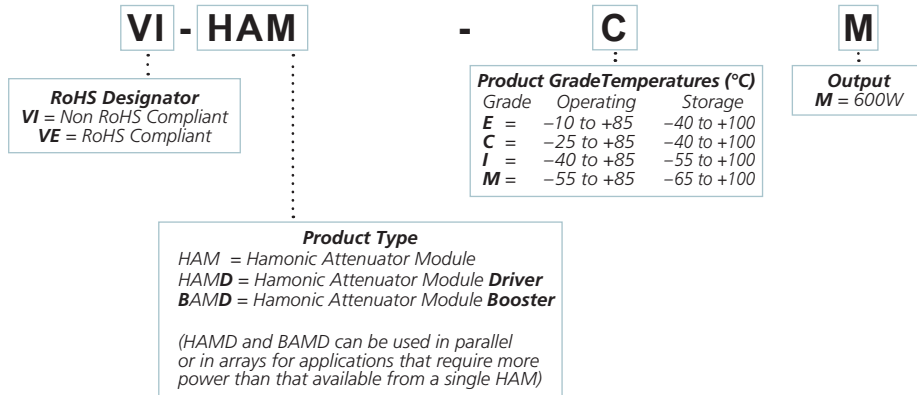 VI - HAM - C M
RoHS Designator
VI = Non RoHS Compliant
VE = RoHS Compliant
Product GradeTemperatures (°C)
Grade Operating Storage
E = –10 to +85 –40 to +100
C = –25 to +85 –40 to +100
I = –40 to +85 –55 to +100
M = –55 to +85 –65 to +100
Output
M = 600W
Product Type
HAM = Hamonic Attenuator Module
HAMD = Hamonic Attenuator Module Driver
BAMD = Hamonic Attenuator Module Booster
(HAMD and BAMD can be used in parallel
or in arrays for applications that require more
power than that available from a single HAM)